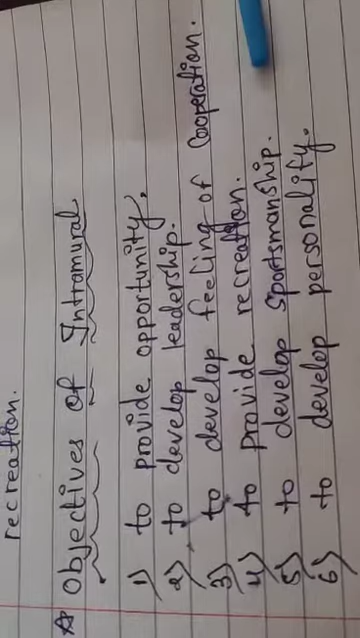 recreation.
☆ Objectives of Intramural
1) to provide opportunity.
2) to develop leadership.
3) to develop feeling of Cooperation.
4) to provide recreation.
5) to develop sportsmanship.
6) to develop personality.